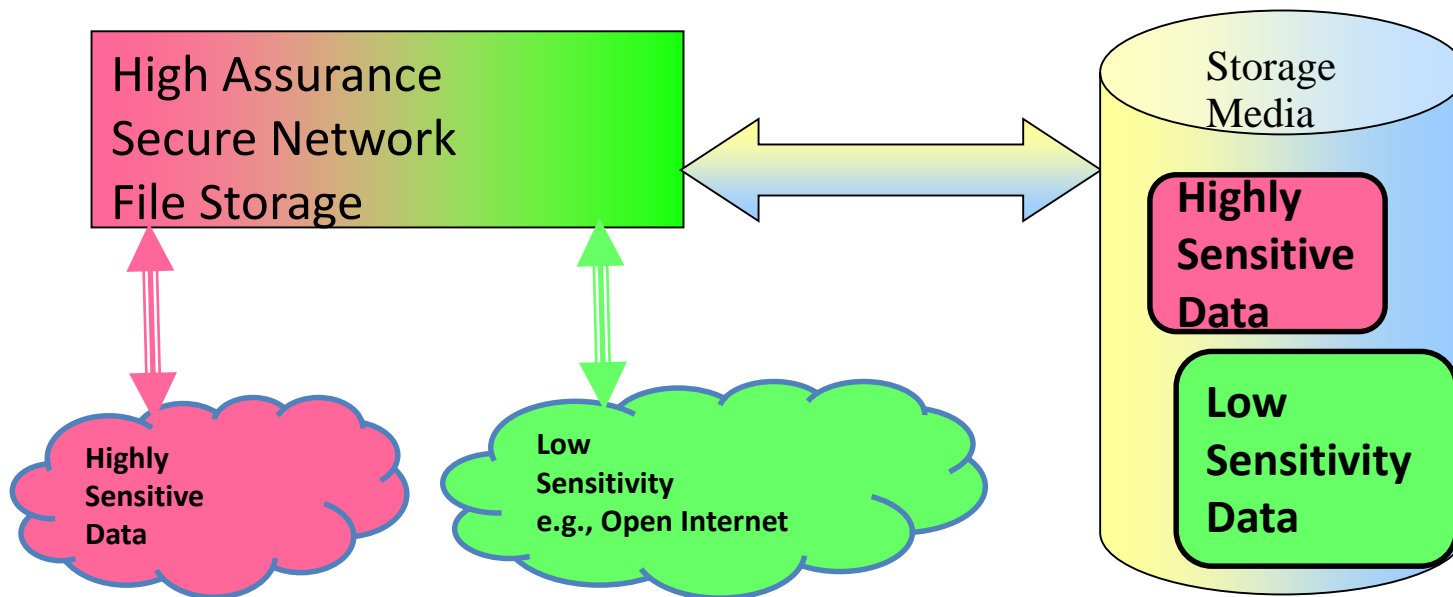 High Assurance
Secure Network
File Storage
Storage
Media
Highly
Sensitive
Data
Low
Sensitivity
Data
Highly
Sensitive
Data
Low
Sensitivity
e.g., Open Internet